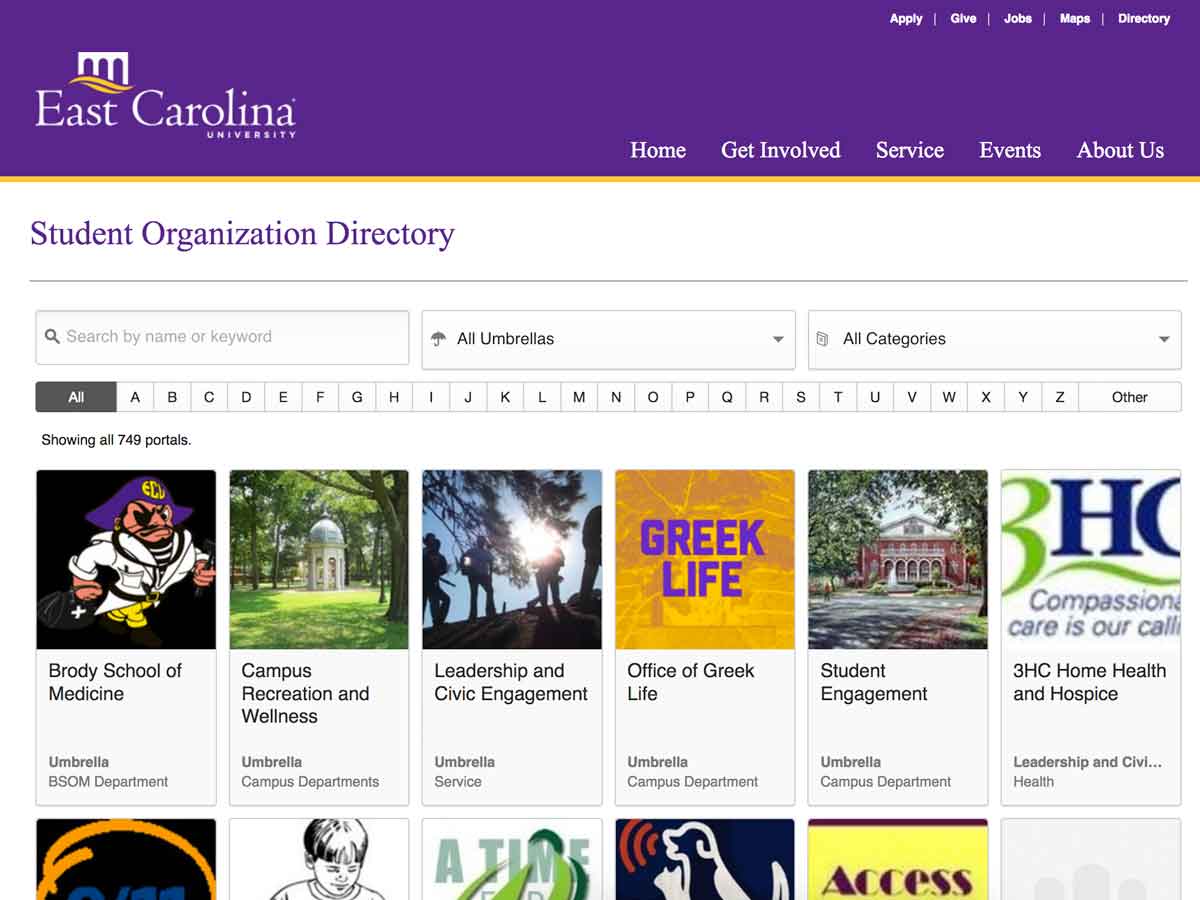 Apply | Give | Jobs | Maps | Directory
East Carolina
UNIVERSITY
Home Get Involved Service Events About Us
Student Organization Directory
Search by name or keyword
All Umbrellas
All Categories
All A B C D E F G H I J K L M N O P Q R S T U V W X Y Z Other
Showing all 749 portals.
ECU
GREEK
LIFE
3HC
Compassiona
care is our calli
Brody School of
Medicine
Umbrella
BSOM Department
Campus
Recreation and
Wellness
Umbrella
Campus Departments
Leadership and
Civic Engagement
Umbrella
Service
Office of Greek
Life
Umbrella
Campus Department
Student
Engagement
Umbrella
Campus Department
3HC Home Health
and Hospice
Leadership and Civi...
Health
A TIME
Access